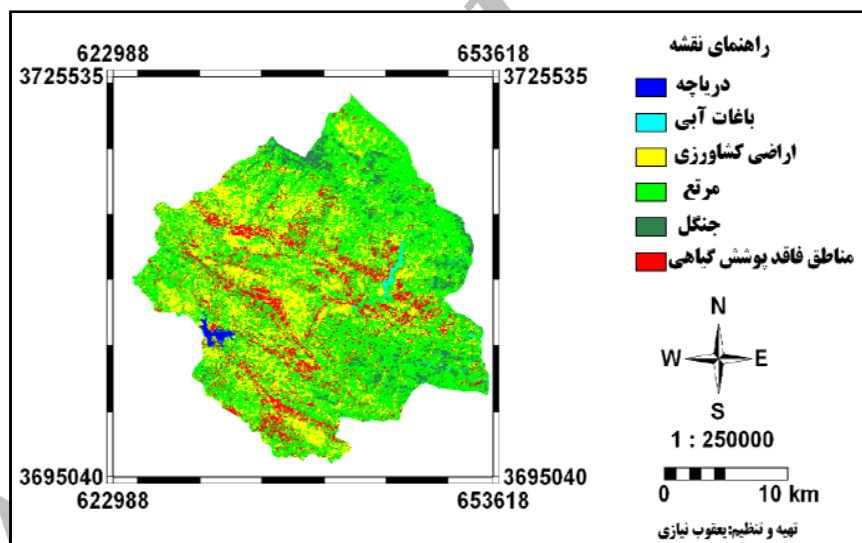 622988 653618
3725535 3725535
3695040 3695040
622988 653618
راهنمای نقشه
دریاچه
باغات آبی
اراضی کشاورزی
مرتع
جنگل
مناطق فاقد پوشش گیاهی
N
W E
S
1 : 250000
0 10 km
تهیه و تنظیم:یعقوب نیازی